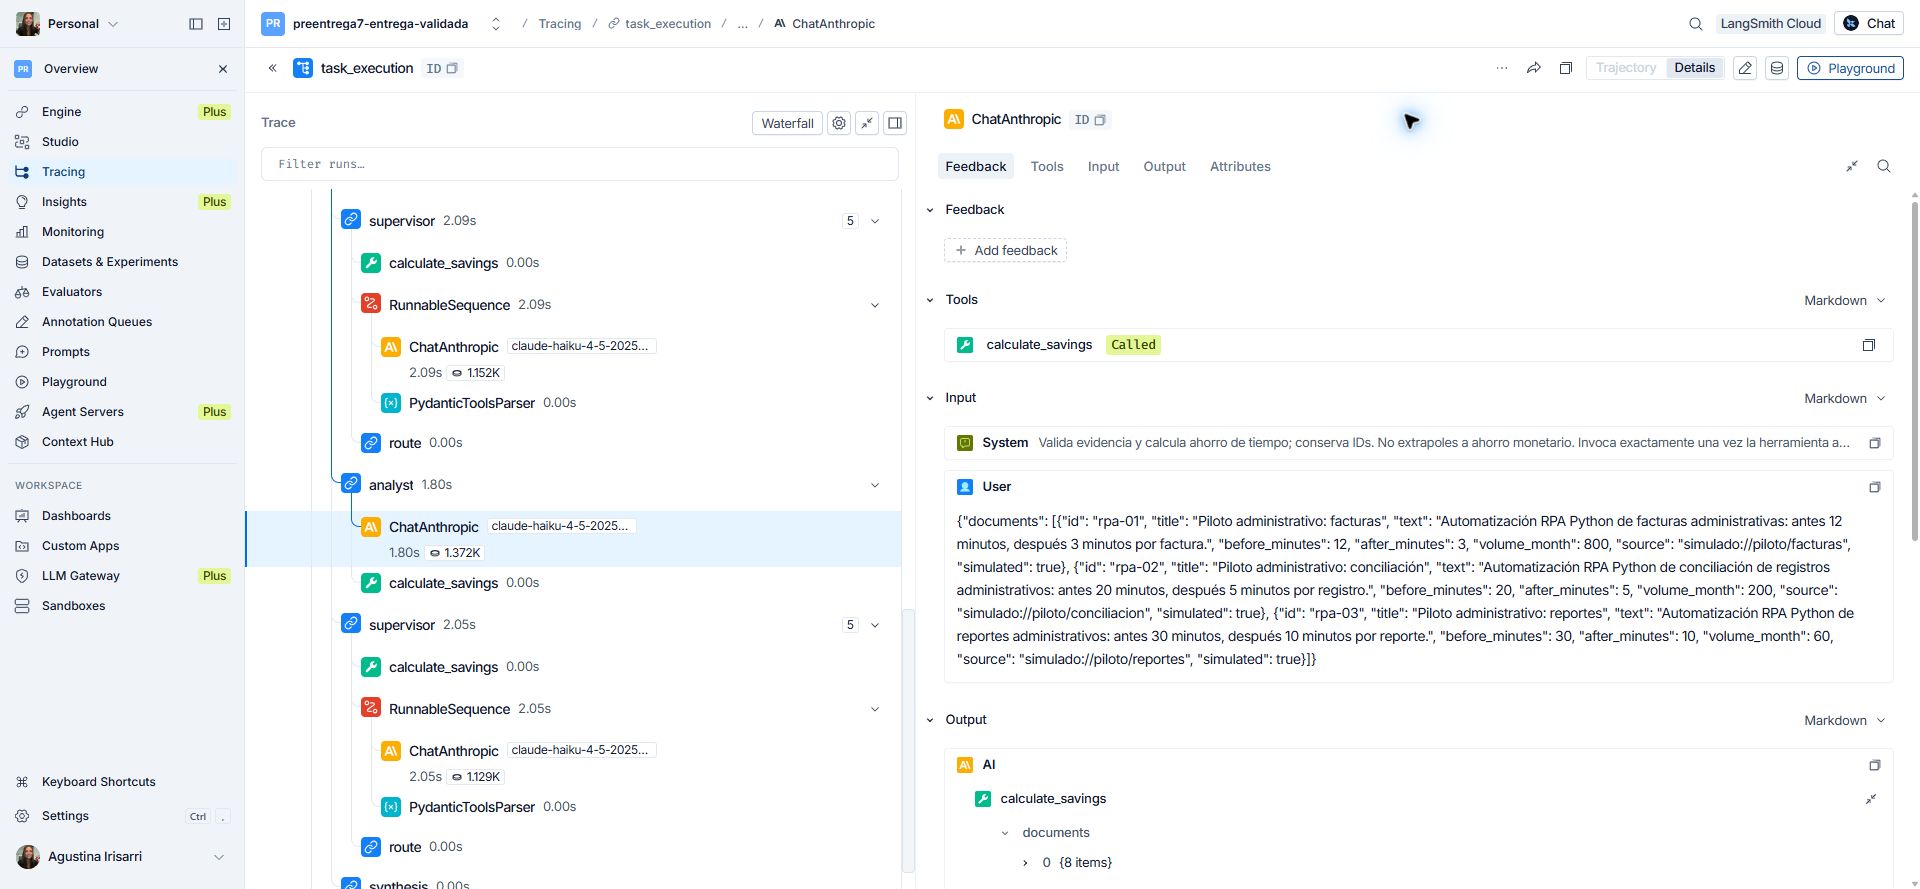 Personal
PR preentrega7-entrega-validada / Tracing / task_execution / ... / ChatAnthropic
LangSmith Cloud Chat
PR Overview
task_execution ID
Trajectory Details Playground
Engine Plus
Studio
Tracing
Insights Plus
Monitoring
Datasets & Experiments
Evaluators
Annotation Queues
Prompts
Playground
Agent Servers Plus
Context Hub
WORKSPACE
Dashboards
Custom Apps
LLM Gateway Plus
Sandboxes
Keyboard Shortcuts
Settings Ctrl .
Agustina Irisarri
Trace
Waterfall
Filter runs…
supervisor 2.09s 5
calculate_savings 0.00s
RunnableSequence 2.09s
ChatAnthropic claude-haiku-4-5-2025...
2.09s 1.152K
PydanticToolsParser 0.00s
route 0.00s
analyst 1.80s
ChatAnthropic claude-haiku-4-5-2025...
1.80s 1.372K
calculate_savings 0.00s
supervisor 2.05s 5
calculate_savings 0.00s
RunnableSequence 2.05s
ChatAnthropic claude-haiku-4-5-2025...
2.05s 1.129K
PydanticToolsParser 0.00s
route 0.00s
synthesis 0.00s
ChatAnthropic ID
Feedback Tools Input Output Attributes
Feedback
+ Add feedback
Tools Markdown
calculate_savings Called
Input Markdown
System Valida evidencia y calcula ahorro de tiempo; conserva IDs. No extrapoles a ahorro monetario. Invoca exactamente una vez la herramienta a...
User
{"documents": [{"id": "rpa-01", "title": "Piloto administrativo: facturas", "text": "Automatización RPA Python de facturas administrativas: antes 12
minutos, después 3 minutos por factura.", "before_minutes": 12, "after_minutes": 3, "volume_month": 800, "source": "simulado://piloto/facturas",
"simulated": true}, {"id": "rpa-02", "title": "Piloto administrativo: conciliación", "text": "Automatización RPA Python de conciliación de registros
administrativos: antes 20 minutos, después 5 minutos por registro.", "before_minutes": 20, "after_minutes": 5, "volume_month": 200, "source":
"simulado://piloto/conciliacion", "simulated": true}, {"id": "rpa-03", "title": "Piloto administrativo: reportes", "text": "Automatización RPA Python de
reportes administrativos: antes 30 minutos, después 10 minutos por reporte.", "before_minutes": 30, "after_minutes": 10, "volume_month": 60,
"source": "simulado://piloto/reportes", "simulated": true}]}
Output Markdown
AI
calculate_savings
documents
0 {8 items}